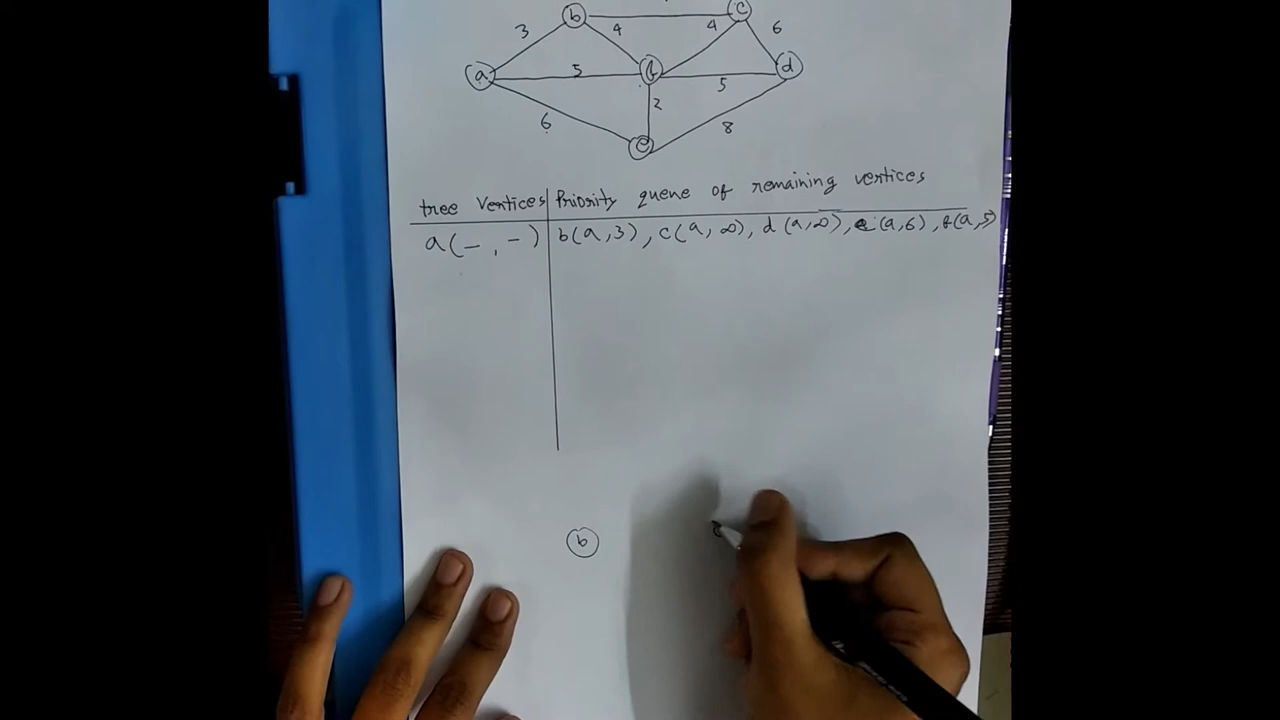 b c
3 4 4 6
a 5 f 5 d
2
6 8
e
tree Vertices Priority queue of remaining vertices
a(-, -) b(a,3), c(a,∞), d(a,∞), e(a,6), f(a,5)
b